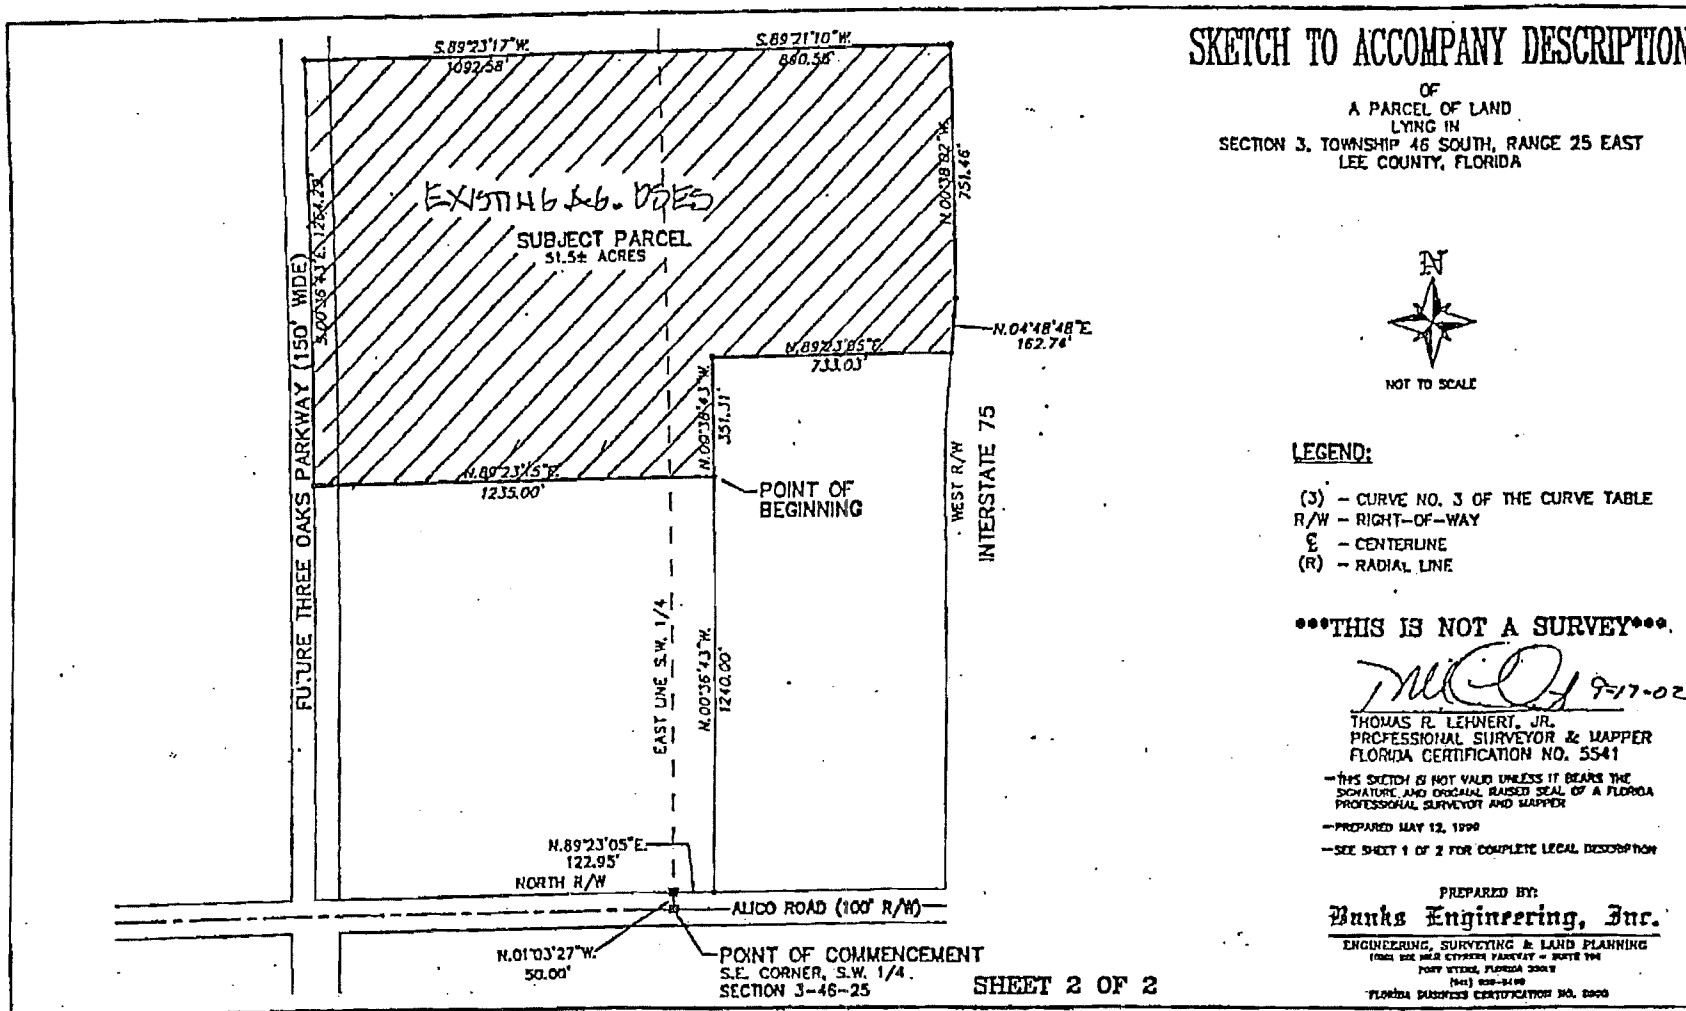 SKETCH TO ACCOMPANY DESCRIPTION
OF
A PARCEL OF LAND
LYING IN
SECTION 3, TOWNSHIP 46 SOUTH, RANGE 25 EAST
LEE COUNTY, FLORIDA
S.89°23'17"W.
1092.58'
S.89°21'10"W.
860.56'
N.00°38'02"W.
751.46'
S.00°36'43"E. 1264.29'
EXISTING AG. USES
SUBJECT PARCEL
51.5± ACRES
N.04°48'48"E.
162.74'
N.89°23'05"E.
733.03'
N.00°36'43"W.
351.31'
N.89°23'15"E.
1235.00'
POINT OF
BEGINNING
FUTURE THREE OAKS PARKWAY (150' WIDE)
WEST R/W
INTERSTATE 75
EAST LINE S.W. 1/4
N.00°36'43"W.
1240.00'
N.89°23'05"E.
122.95'
NORTH R/W
ALICO ROAD (100' R/W)
N.01°03'27"W.
50.00'
POINT OF COMMENCEMENT
S.E. CORNER, S.W. 1/4
SECTION 3-46-25
SHEET 2 OF 2
N
NOT TO SCALE
LEGEND:
(3) - CURVE NO. 3 OF THE CURVE TABLE
R/W - RIGHT-OF-WAY
℄ - CENTERLINE
(R) - RADIAL LINE
***THIS IS NOT A SURVEY***
9-17-02
THOMAS R. LEHNERT, JR.
PROFESSIONAL SURVEYOR & MAPPER
FLORIDA CERTIFICATION NO. 5541
-THIS SKETCH IS NOT VALID UNLESS IT BEARS THE
SIGNATURE AND ORIGINAL RAISED SEAL OF A FLORIDA
PROFESSIONAL SURVEYOR AND MAPPER
-PREPARED MAY 12, 1999
-SEE SHEET 1 OF 2 FOR COMPLETE LEGAL DESCRIPTION
PREPARED BY:
Banks Engineering, Inc.
ENGINEERING, SURVEYING & LAND PLANNING
FORT MYERS, FLORIDA
FLORIDA BUSINESS CERTIFICATION NO.